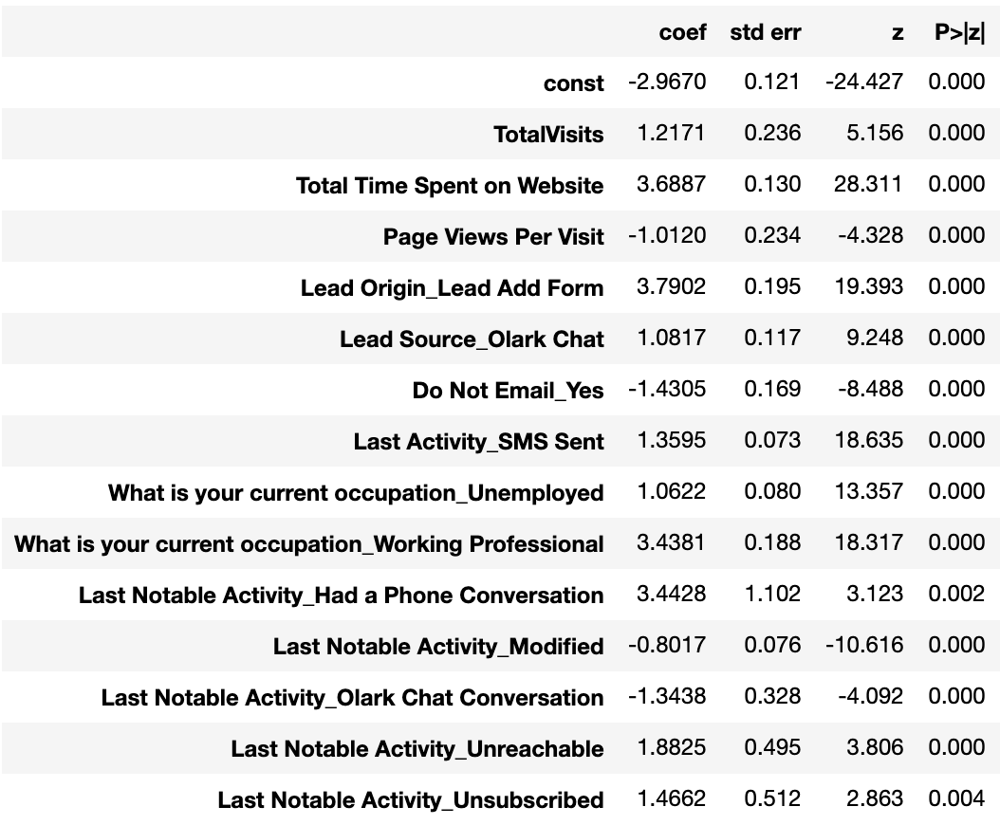 coef std err z P>|z|
const -2.9670 0.121 -24.427 0.000
TotalVisits 1.2171 0.236 5.156 0.000
Total Time Spent on Website 3.6887 0.130 28.311 0.000
Page Views Per Visit -1.0120 0.234 -4.328 0.000
Lead Origin_Lead Add Form 3.7902 0.195 19.393 0.000
Lead Source_Olark Chat 1.0817 0.117 9.248 0.000
Do Not Email_Yes -1.4305 0.169 -8.488 0.000
Last Activity_SMS Sent 1.3595 0.073 18.635 0.000
What is your current occupation_Unemployed 1.0622 0.080 13.357 0.000
What is your current occupation_Working Professional 3.4381 0.188 18.317 0.000
Last Notable Activity_Had a Phone Conversation 3.4428 1.102 3.123 0.002
Last Notable Activity_Modified -0.8017 0.076 -10.616 0.000
Last Notable Activity_Olark Chat Conversation -1.3438 0.328 -4.092 0.000
Last Notable Activity_Unreachable 1.8825 0.495 3.806 0.000
Last Notable Activity_Unsubscribed 1.4662 0.512 2.863 0.004